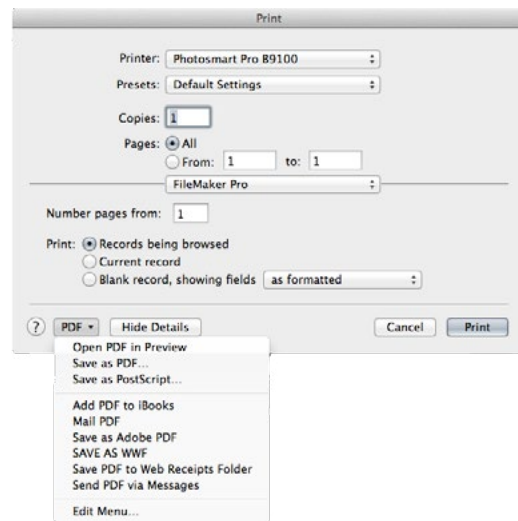 Print
Printer: Photosmart Pro B9100
Presets: Default Settings
Copies: 1
Pages: All
From: 1 to: 1
FileMaker Pro
Number pages from: 1
Print: Records being browsed
Current record
Blank record, showing fields as formatted
? PDF Hide Details Cancel Print
Open PDF in Preview
Save as PDF...
Save as PostScript...
Add PDF to iBooks
Mail PDF
Save as Adobe PDF
SAVE AS WWF
Save PDF to Web Receipts Folder
Send PDF via Messages
Edit Menu...